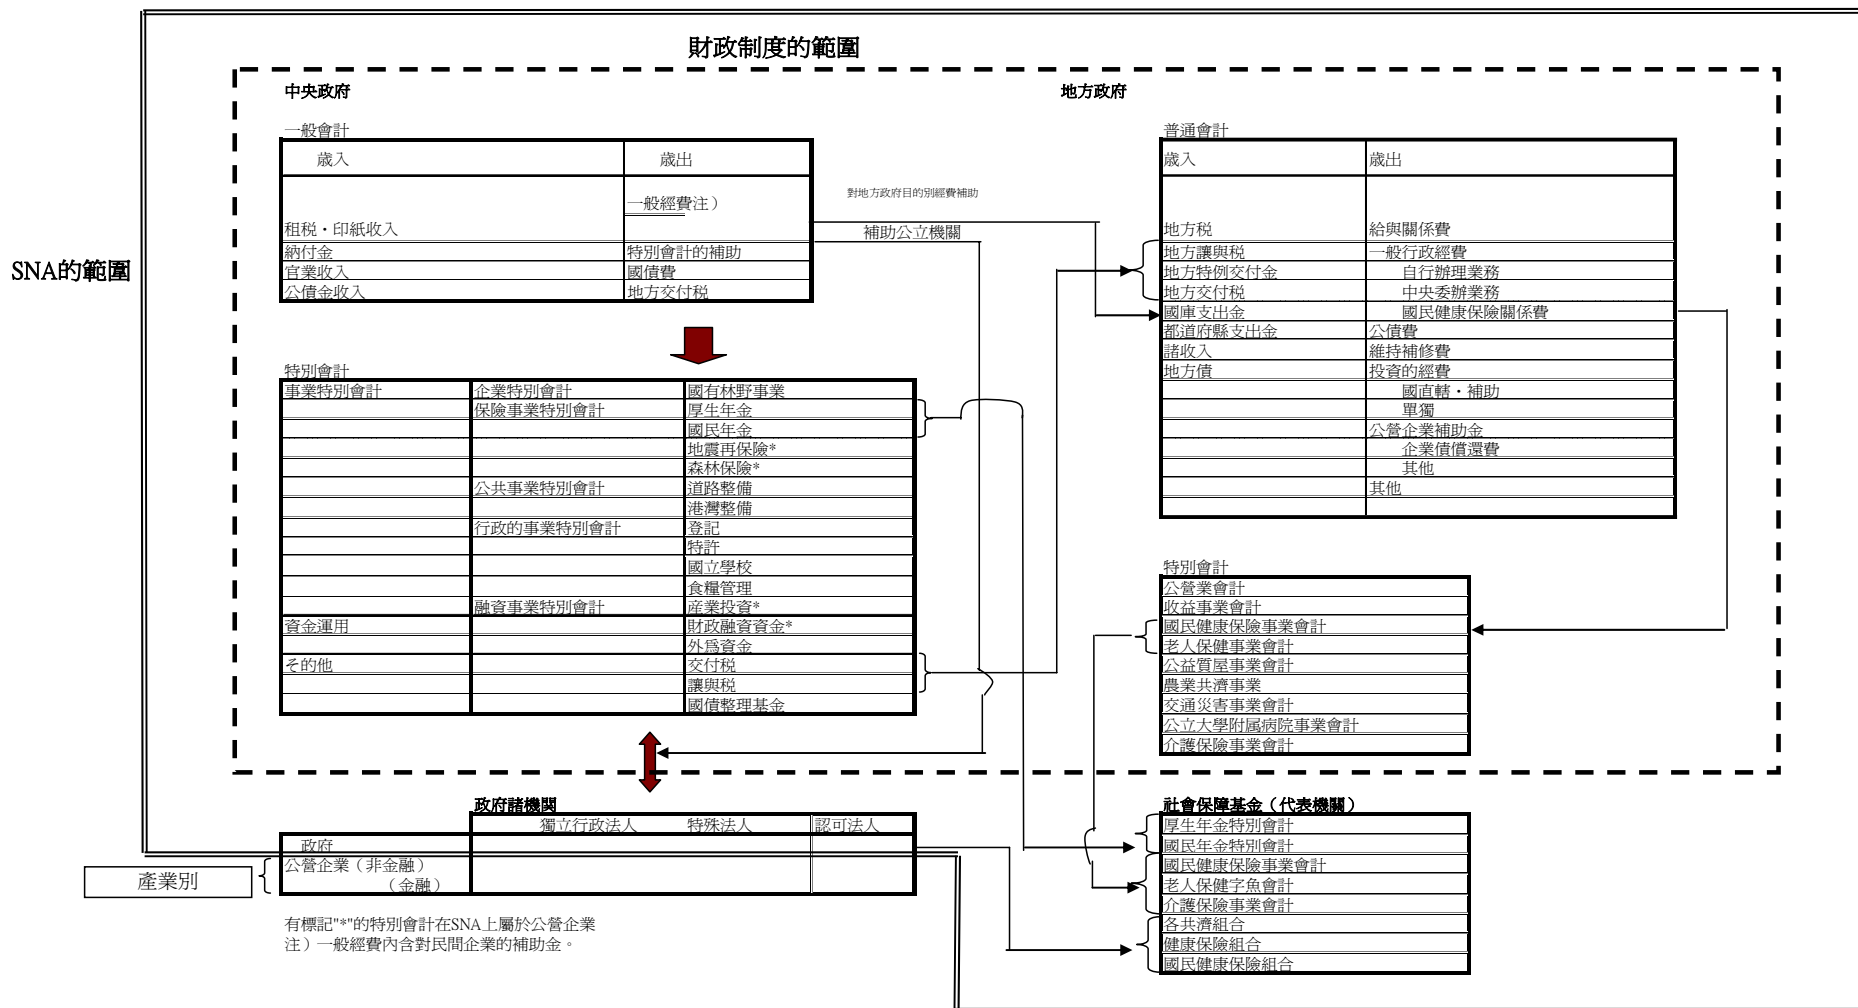 財政制度的範圍
SNA的範圍
中央政府
一般會計
歳入 歳出
一般經費注）
租税・印紙收入
納付金 特別會計的補助
官業收入 國債費
公債金收入 地方交付税
對地方政府目的別經費補助
補助公立機關
特別會計
事業特別會計 企業特別會計 國有林野事業
保險事業特別會計 厚生年金
國民年金
地震再保險*
森林保險*
公共事業特別會計 道路整備
港灣整備
行政的事業特別會計 登記
特許
國立學校
食糧管理
融資事業特別會計 産業投資*
資金運用 財政融資資金*
外爲資金
そ的他 交付税
讓與税
國債整理基金
地方政府
普通會計
歳入 歳出
地方税 給與關係費
地方讓與税 一般行政經費
地方特例交付金 自行辦理業務
地方交付税 中央委辦業務
國庫支出金 國民健康保險關係費
都道府縣支出金 公債費
諸收入 維持補修費
地方債 投資的經費
國直轄・補助
單獨
公營企業補助金
企業債償還費
其他
其他
特別會計
公營業會計
收益事業會計
國民健康保險事業會計
老人保健事業會計
公益質屋事業會計
農業共濟事業
交通災害事業會計
公立大學附属病院事業會計
介護保險事業會計
政府諸機関
獨立行政法人 特殊法人 認可法人
政府
公營企業（非金融）
（金融）
產業別
有標記"*"的特別會計在SNA上屬於公營企業
注）一般經費內含對民間企業的補助金。
社會保障基金（代表機關）
厚生年金特別會計
國民年金特別會計
國民健康保險事業會計
老人保健字魚會計
介護保險事業會計
各共濟組合
健康保險組合
國民健康保險組合